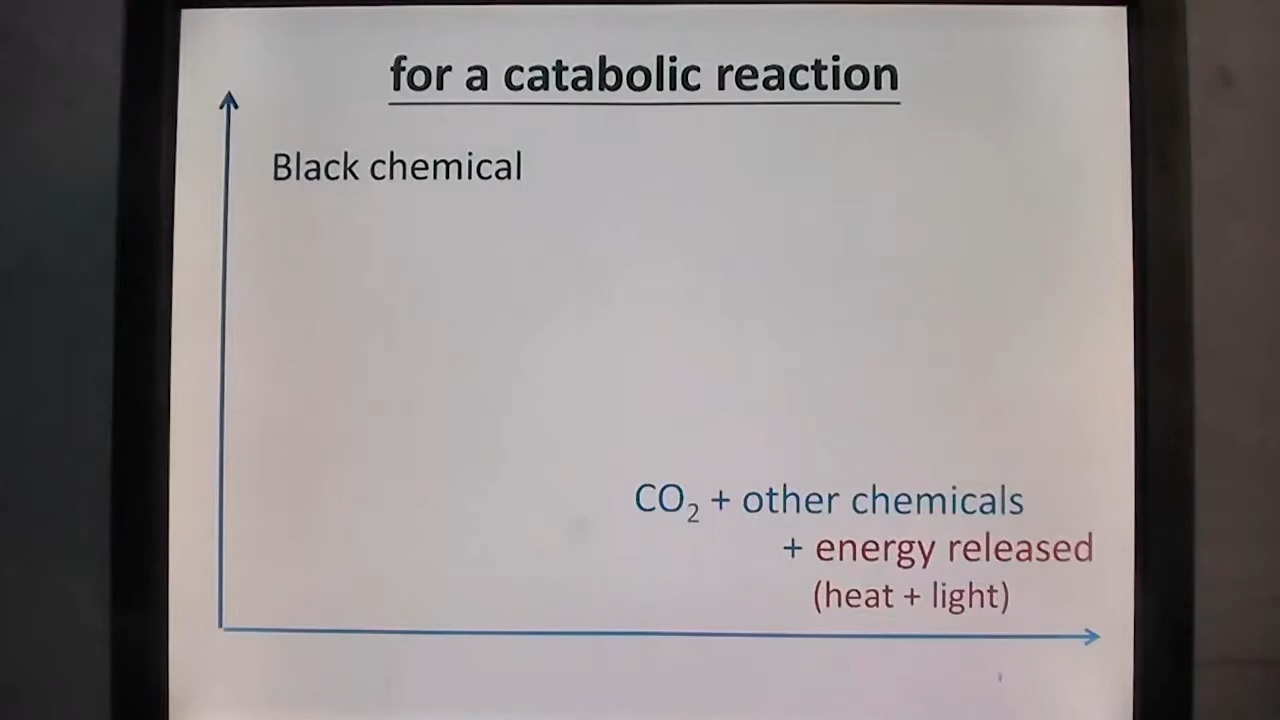 for a catabolic reaction
Black chemical
CO₂ + other chemicals
+ energy released
(heat + light)